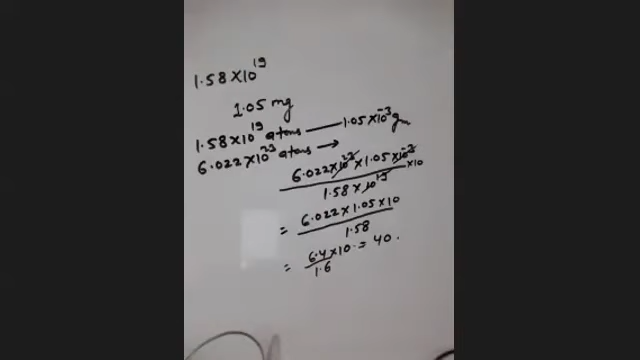 1.58×10^19
1.05 mg
1.58×10^19 atoms — 1.05×10^-3 gm
6.022×10^23 atoms →
6.022×10^23 × 1.05 × 10^-3
1.58 × 10^19 ×10
= 6.022 × 1.05 × 10
1.58
= 6.4 × 10 = 40.
1.6